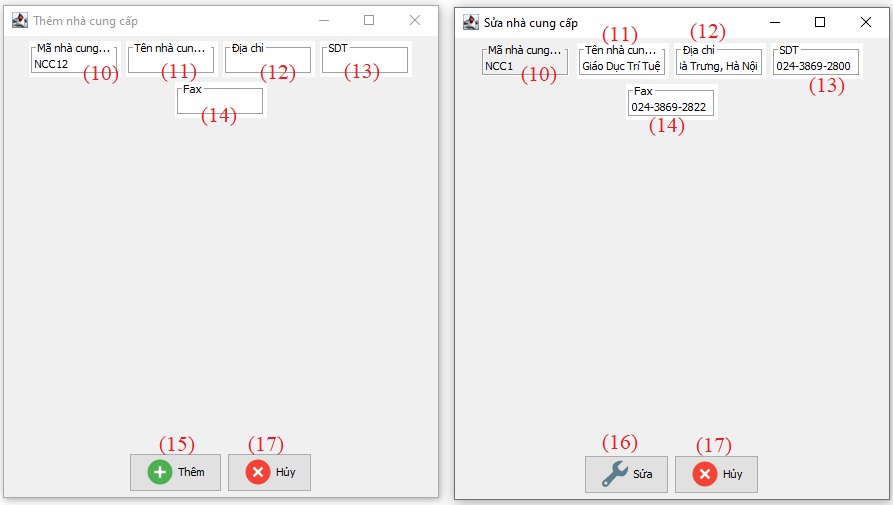 Thêm nhà cung cấp
Mã nhà cung... Tên nhà cun... Địa chỉ SDT
NCC12
(10) (11) (12) (13)
Fax
(14)
(15) (17)
Thêm Hủy
Sửa nhà cung cấp
(11) (12)
Mã nhà cung... Tên nhà cun... Địa chỉ SDT
NCC1 Giáo Dục Trí Tuệ à Trưng, Hà Nội 024-3869-2800
(10) (13)
Fax
024-3869-2822
(14)
(16) (17)
Sửa Hủy